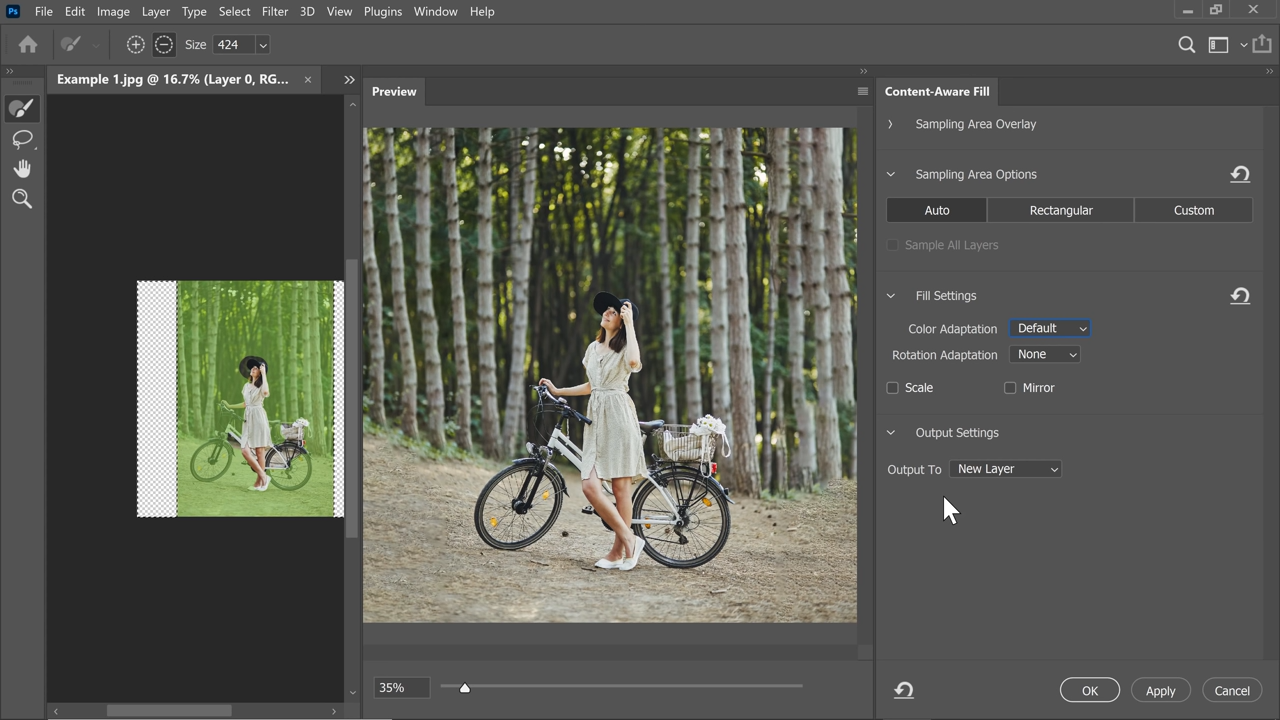 Ps File Edit Image Layer Type Select Filter 3D View Plugins Window Help
Size 424
Example 1.jpg @ 16.7% (Layer 0, RG...
Preview
Content-Aware Fill
Sampling Area Overlay
Sampling Area Options
Auto Rectangular Custom
Sample All Layers
Fill Settings
Color Adaptation Default
Rotation Adaptation None
Scale Mirror
Output Settings
Output To New Layer
35%
OK Apply Cancel